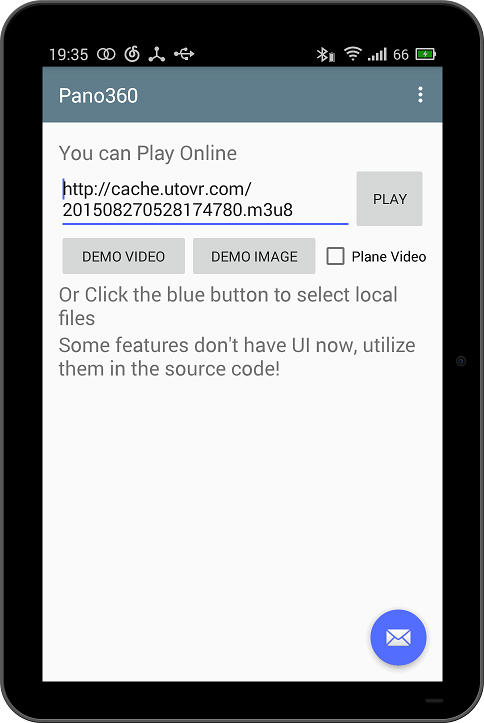 19:35 66
Pano360
You can Play Online
http://cache.utovr.com/
201508270528174780.m3u8
PLAY
DEMO VIDEO DEMO IMAGE Plane Video
Or Click the blue button to select local
files
Some features don't have UI now, utilize
them in the source code!